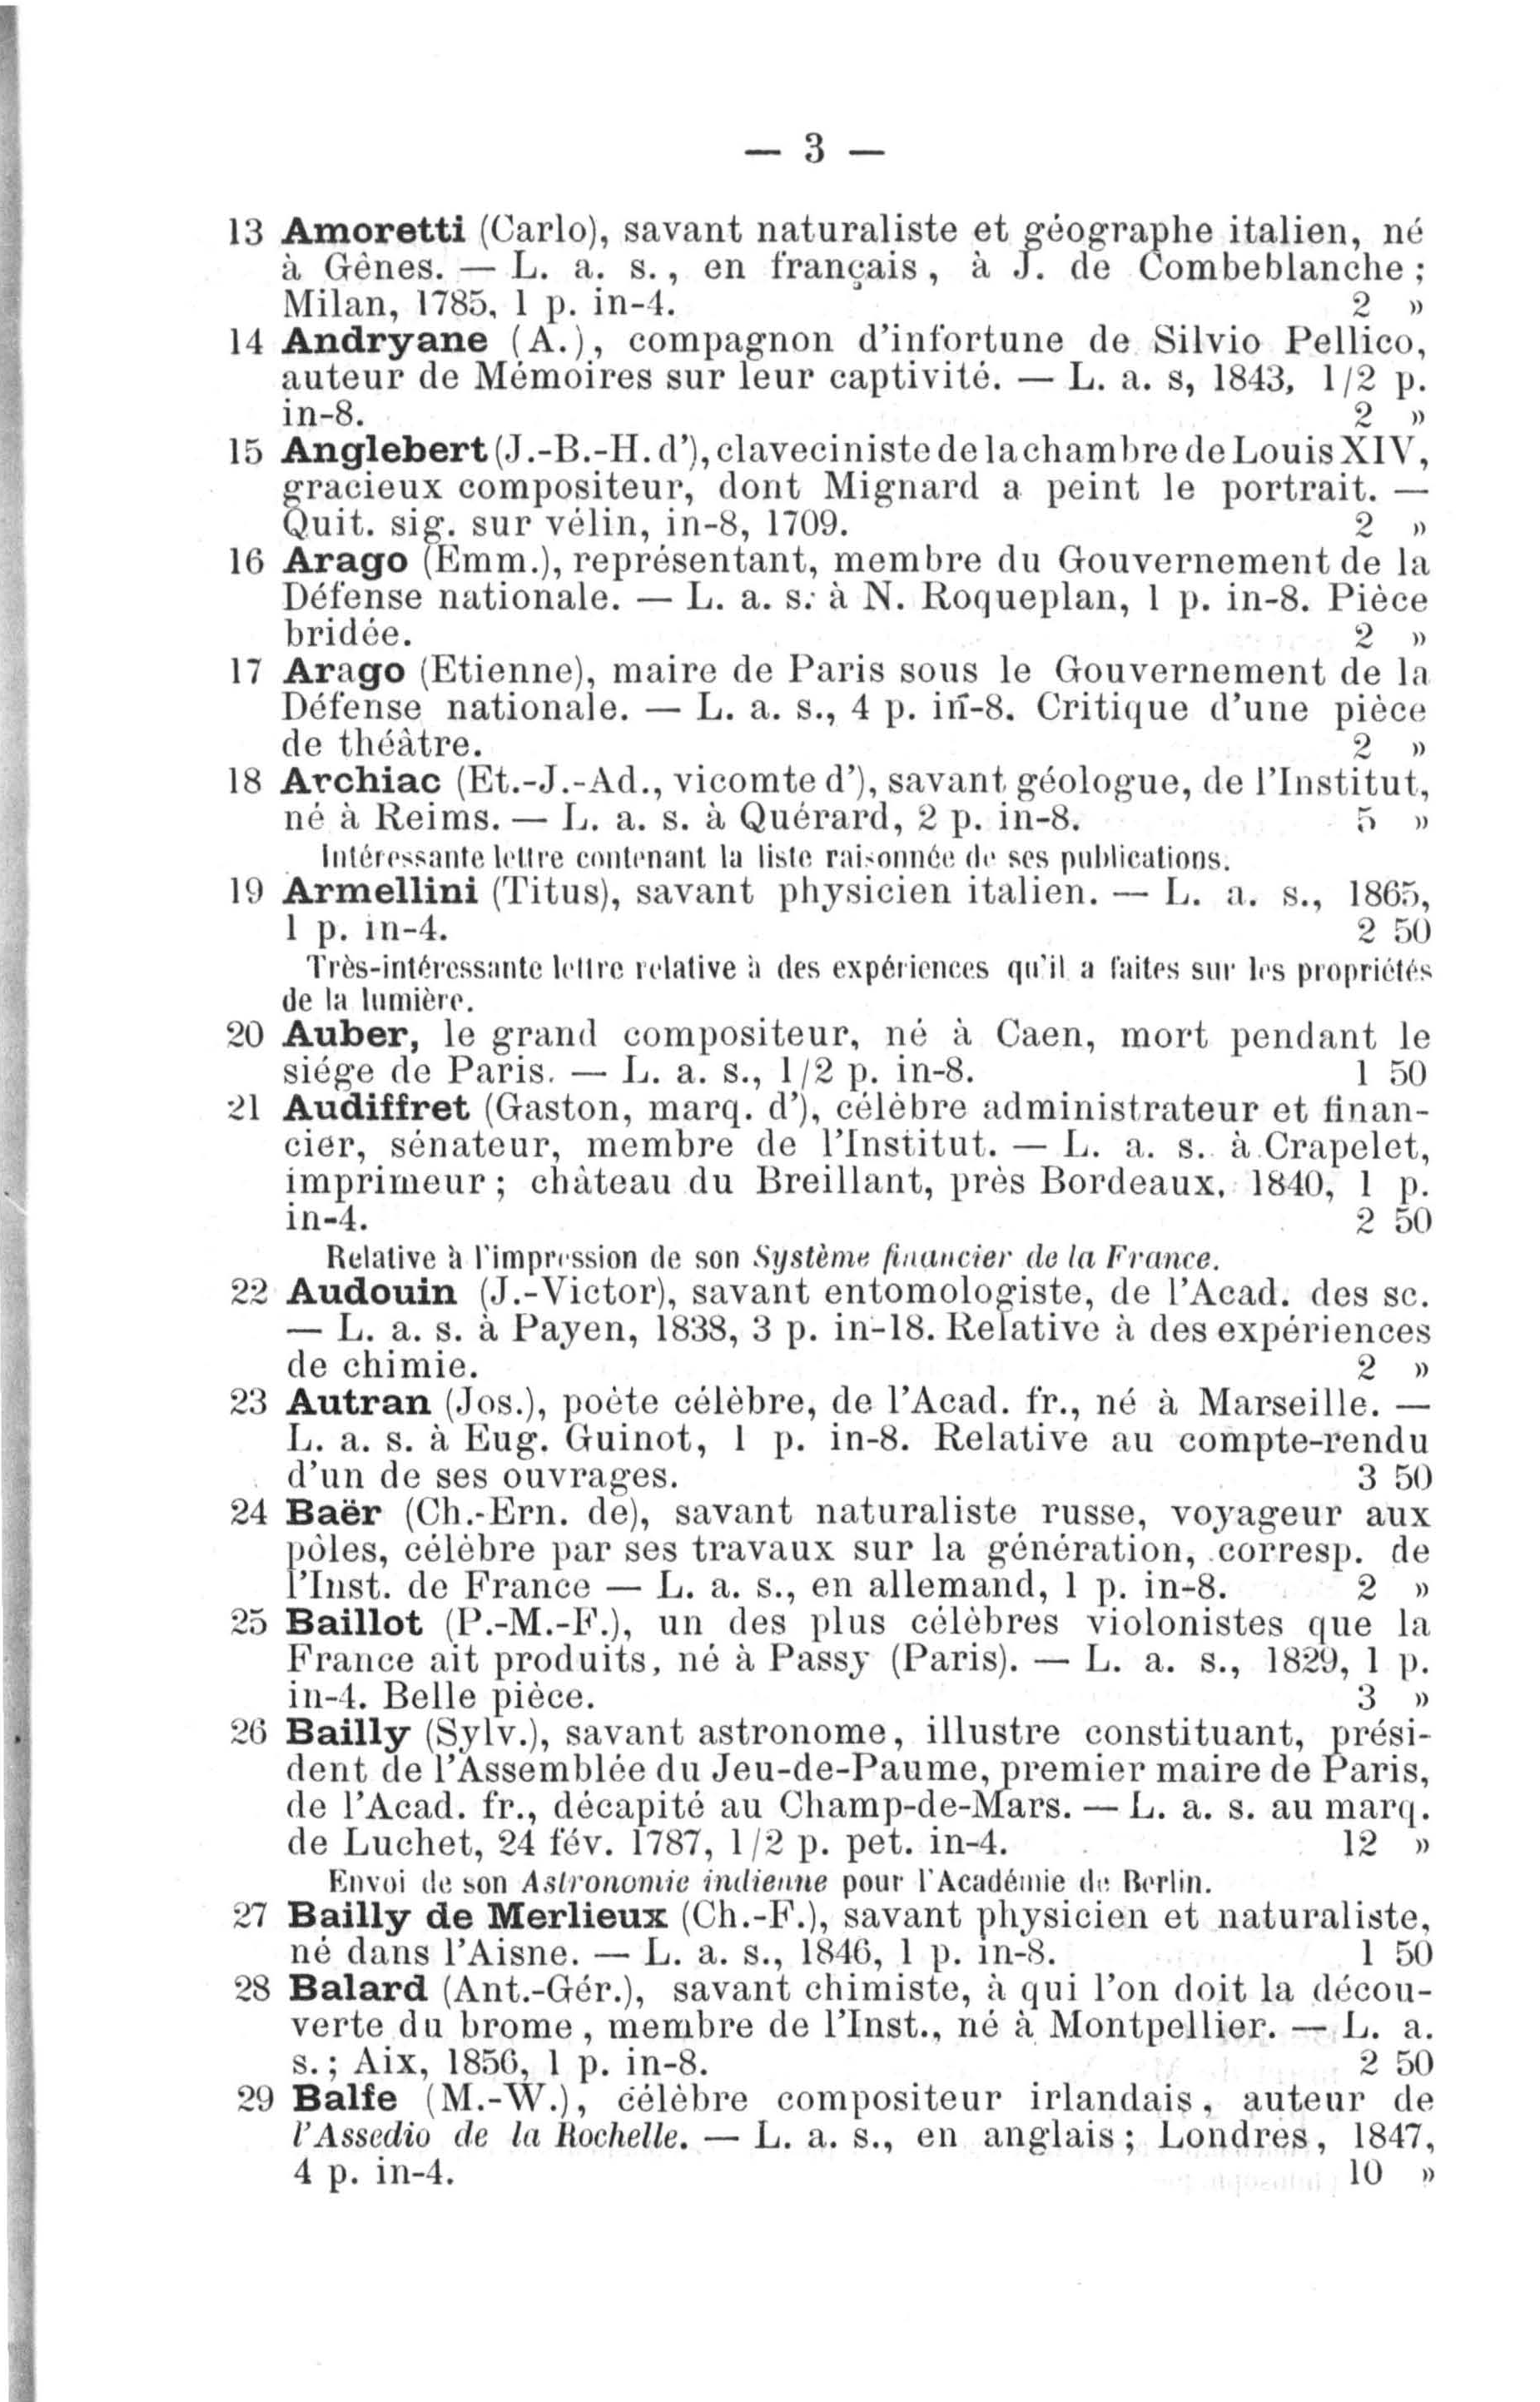 — 3 —
13 Amoretti (Carlo), savant naturaliste et géographe italien, né
à Gênes. — L. a. s., en français, à J. de Combeblanche ;
Milan, 1785, 1 p. in-4. 2 »
14 Andryane (A.), compagnon d'infortune de Silvio Pellico,
auteur de Mémoires sur leur captivité. — L. a. s, 1843, 1/2 p.
in-8. 2 »
15 Anglebert (J.-B.-H. d'), claveciniste de la chambre de Louis XIV,
gracieux compositeur, dont Mignard a peint le portrait. —
Quit. sig. sur vélin, in-8, 1709. 2 »
16 Arago (Emm.), représentant, membre du Gouvernement de la
Défense nationale. — L. a. s. à N. Roqueplan, 1 p. in-8. Pièce
bridée. 2 »
17 Arago (Etienne), maire de Paris sous le Gouvernement de la
Défense nationale. — L. a. s., 4 p. in-8. Critique d'une pièce
de théâtre. 2 »
18 Archiac (Et.-J.-Ad., vicomte d'), savant géologue, de l'Institut,
né à Reims. — L. a. s. à Quérard, 2 p. in-8. 5 »
Intéressante lettre contenant la liste raisonnée de ses publications.
19 Armellini (Titus), savant physicien italien. — L. a. s., 1865,
1 p. in-4. 2 50
Très-intéressante lettre relative à des expériences qu'il a faites sur les propriétés
de la lumière.
20 Auber, le grand compositeur, né à Caen, mort pendant le
siége de Paris. — L. a. s., 1/2 p. in-8. 1 50
21 Audiffret (Gaston, marq. d'), célèbre administrateur et finan-
cier, sénateur, membre de l'Institut. — L. a. s. à Crapelet,
imprimeur ; château du Breillant, près Bordeaux, 1840, 1 p.
in-4. 2 50
Relative à l'impression de son Système financier de la France.
22 Audouin (J.-Victor), savant entomologiste, de l'Acad. des sc.
— L. a. s. à Payen, 1838, 3 p. in-18. Relative à des expériences
de chimie. 2 »
23 Autran (Jos.), poète célèbre, de l'Acad. fr., né à Marseille. —
L. a. s. à Eug. Guinot, 1 p. in-8. Relative au compte-rendu
d'un de ses ouvrages. 3 50
24 Baër (Ch.-Ern. de), savant naturaliste russe, voyageur aux
pôles, célèbre par ses travaux sur la génération, corresp. de
l'Inst. de France — L. a. s., en allemand, 1 p. in-8. 2 »
25 Baillot (P.-M.-F.), un des plus célèbres violonistes que la
France ait produits, né à Passy (Paris). — L. a. s., 1829, 1 p.
in-4. Belle pièce. 3 »
26 Bailly (Sylv.), savant astronome, illustre constituant, prési-
dent de l'Assemblée du Jeu-de-Paume, premier maire de Paris,
de l'Acad. fr., décapité au Champ-de-Mars. — L. a. s. au marq.
de Luchet, 24 fév. 1787, 1/2 p. pet. in-4. 12 »
Envoi de son Astronomie indienne pour l'Académie de Berlin.
27 Bailly de Merlieux (Ch.-F.), savant physicien et naturaliste,
né dans l'Aisne. — L. a. s., 1846, 1 p. in-8. 1 50
28 Balard (Ant.-Gér.), savant chimiste, à qui l'on doit la décou-
verte du brome, membre de l'Inst., né à Montpellier. — L. a.
s. ; Aix, 1856, 1 p. in-8. 2 50
29 Balfe (M.-W.), célèbre compositeur irlandais, auteur de
l'Assedio de la Rochelle. — L. a. s., en anglais ; Londres, 1847,
4 p. in-4. 10 »